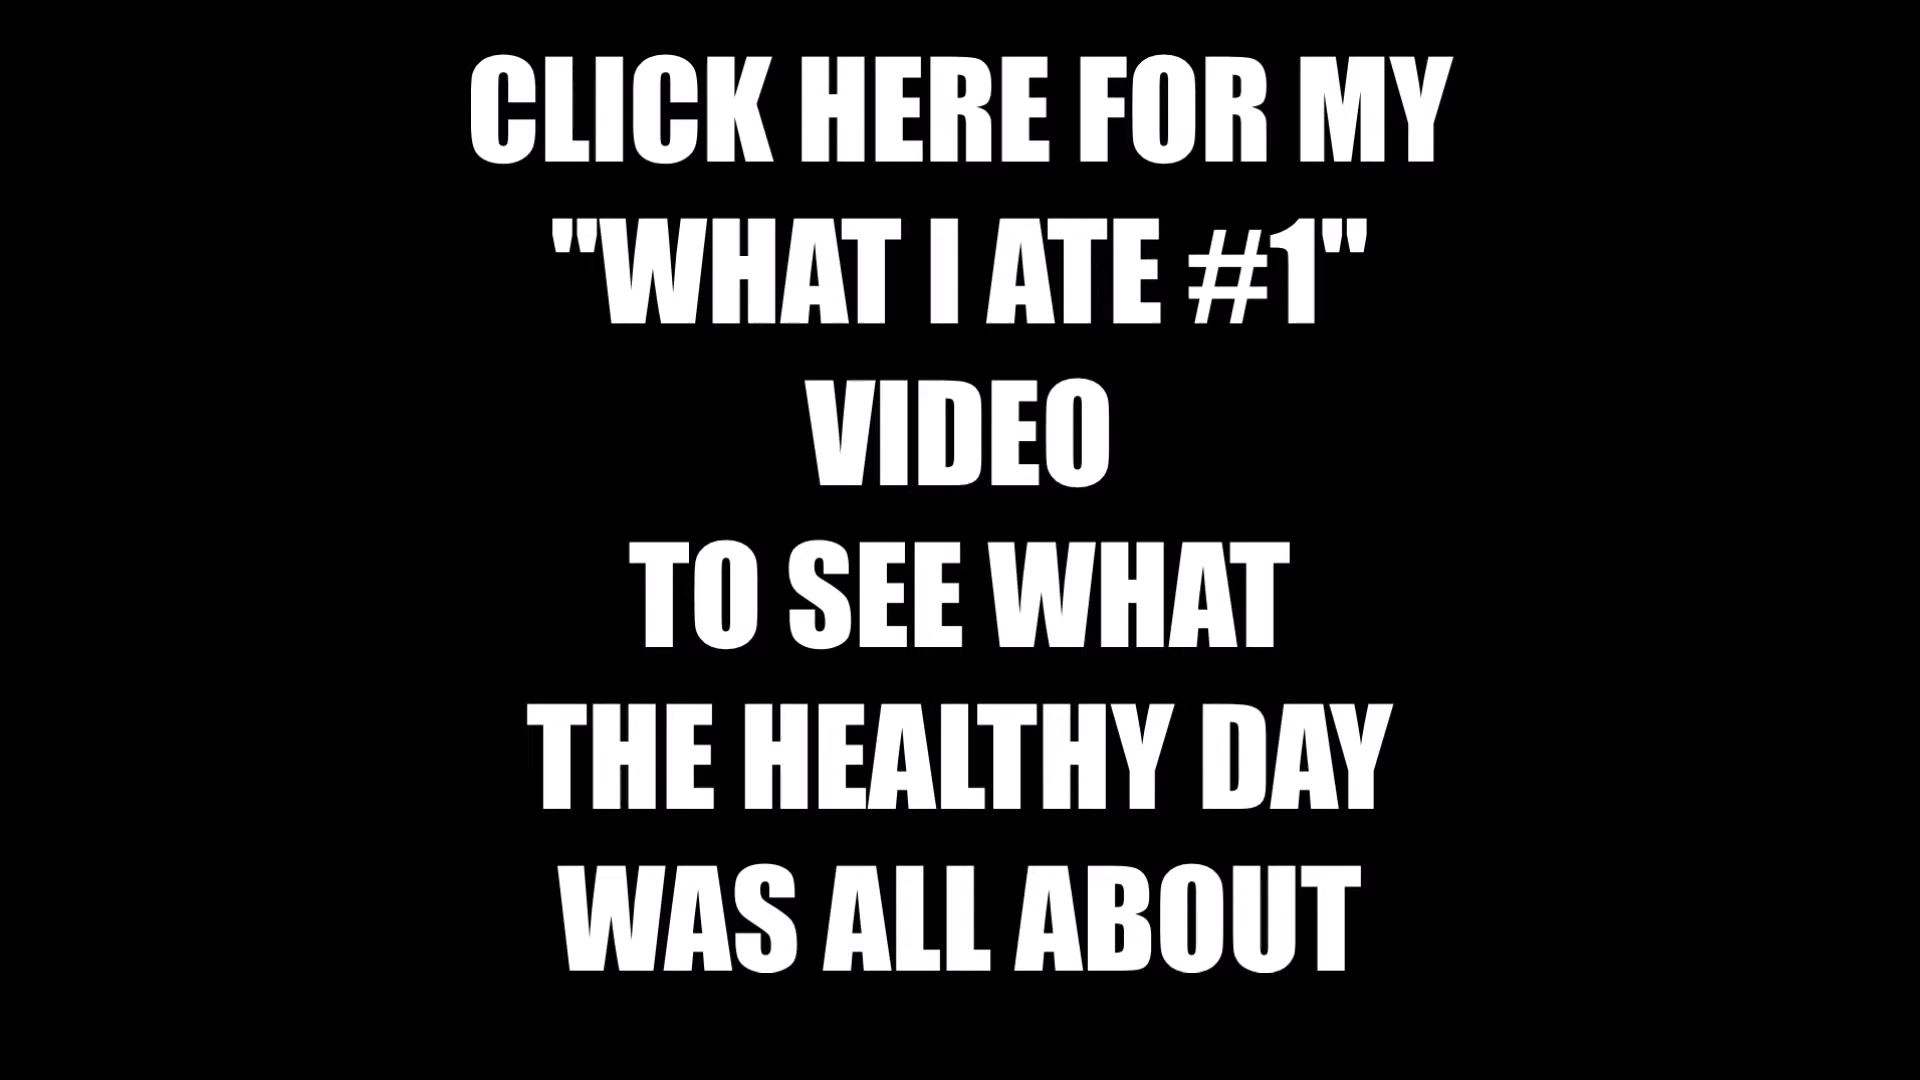 CLICK HERE FOR MY
"WHAT I ATE #1"
VIDEO
TO SEE WHAT
THE HEALTHY DAY
WAS ALL ABOUT